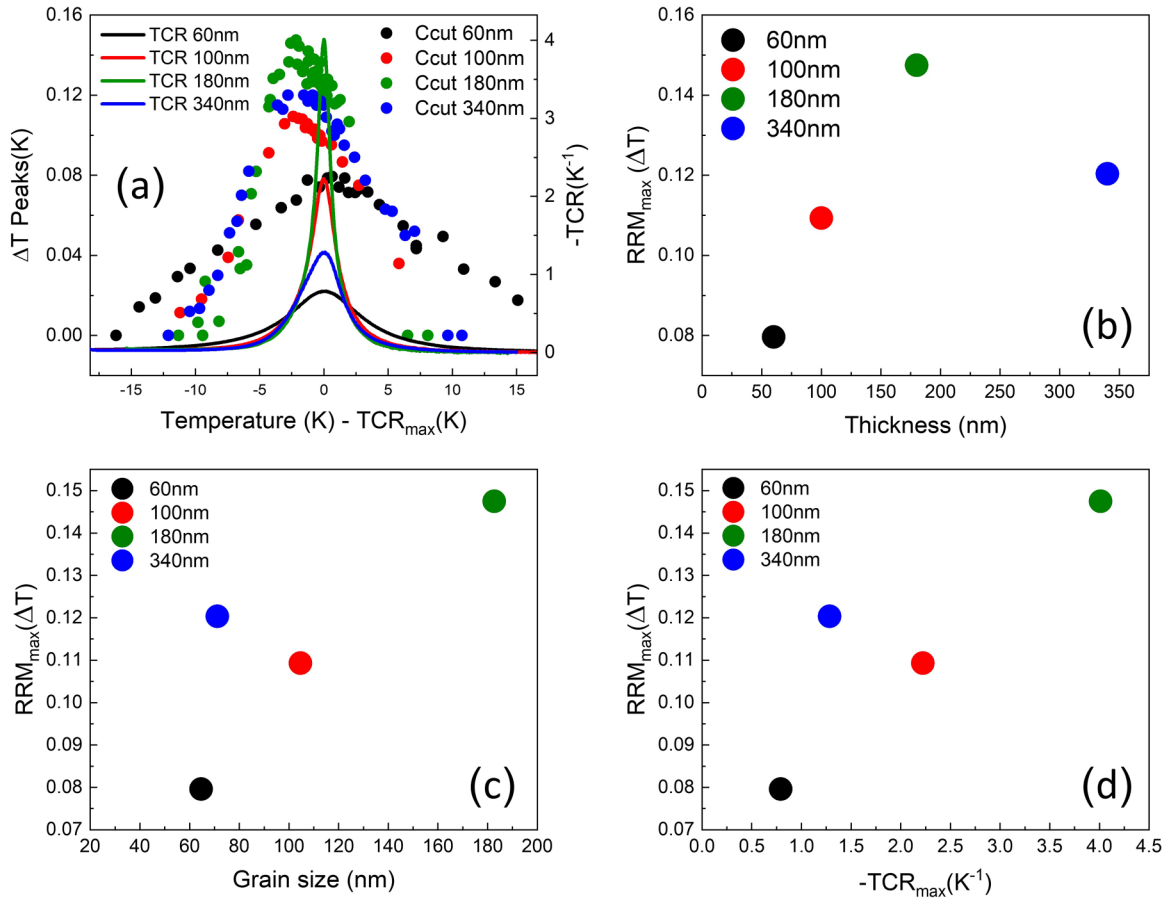 TCR 60nm
TCR 100nm
TCR 180nm
TCR 340nm
Ccut 60nm
Ccut 100nm
Ccut 180nm
Ccut 340nm
(a)
0.16
0.12
0.08
0.04
0.00
ΔT Peaks(K)
4
3
2
1
0
-TCR(K⁻¹)
-15
-10
-5
0
5
10
15
Temperature (K) - TCRmax(K)
60nm
100nm
180nm
340nm
(b)
0.16
0.14
0.12
0.10
0.08
RRMmax (ΔT)
0
50
100
150
200
250
300
350
Thickness (nm)
60nm
100nm
180nm
340nm
(c)
0.15
0.14
0.13
0.12
0.11
0.10
0.09
0.08
0.07
RRMmax(ΔT)
20
40
60
80
100
120
140
160
180
200
Grain size (nm)
60nm
100nm
180nm
340nm
(d)
0.15
0.14
0.13
0.12
0.11
0.10
0.09
0.08
0.07
RRMmax(ΔT)
0.0
0.5
1.0
1.5
2.0
2.5
3.0
3.5
4.0
4.5
-TCRmax(K⁻¹)